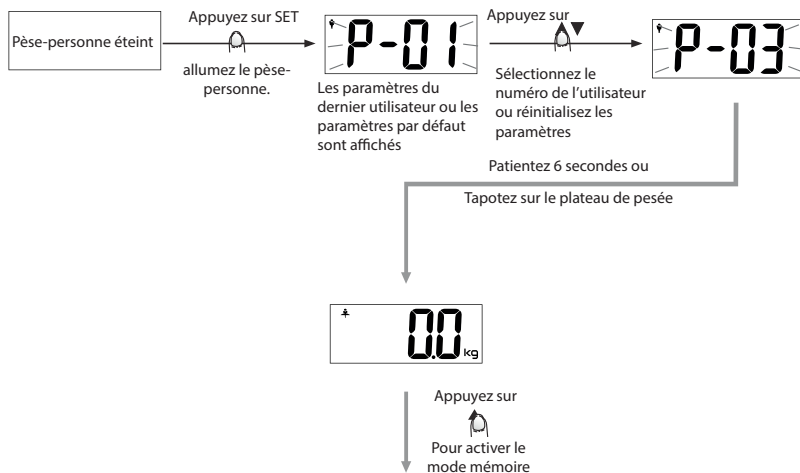 Pèse-personne éteint
Appuyez sur SET
allumez le pèse-
personne.
P-01
Les paramètres du
dernier utilisateur ou les
paramètres par défaut
sont affichés
Appuyez sur
Sélectionnez le
numéro de l'utilisateur
ou réinitialisez les
paramètres
P-03
Patientez 6 secondes ou
Tapotez sur le plateau de pesée
0.0 kg
Appuyez sur
Pour activer le
mode mémoire